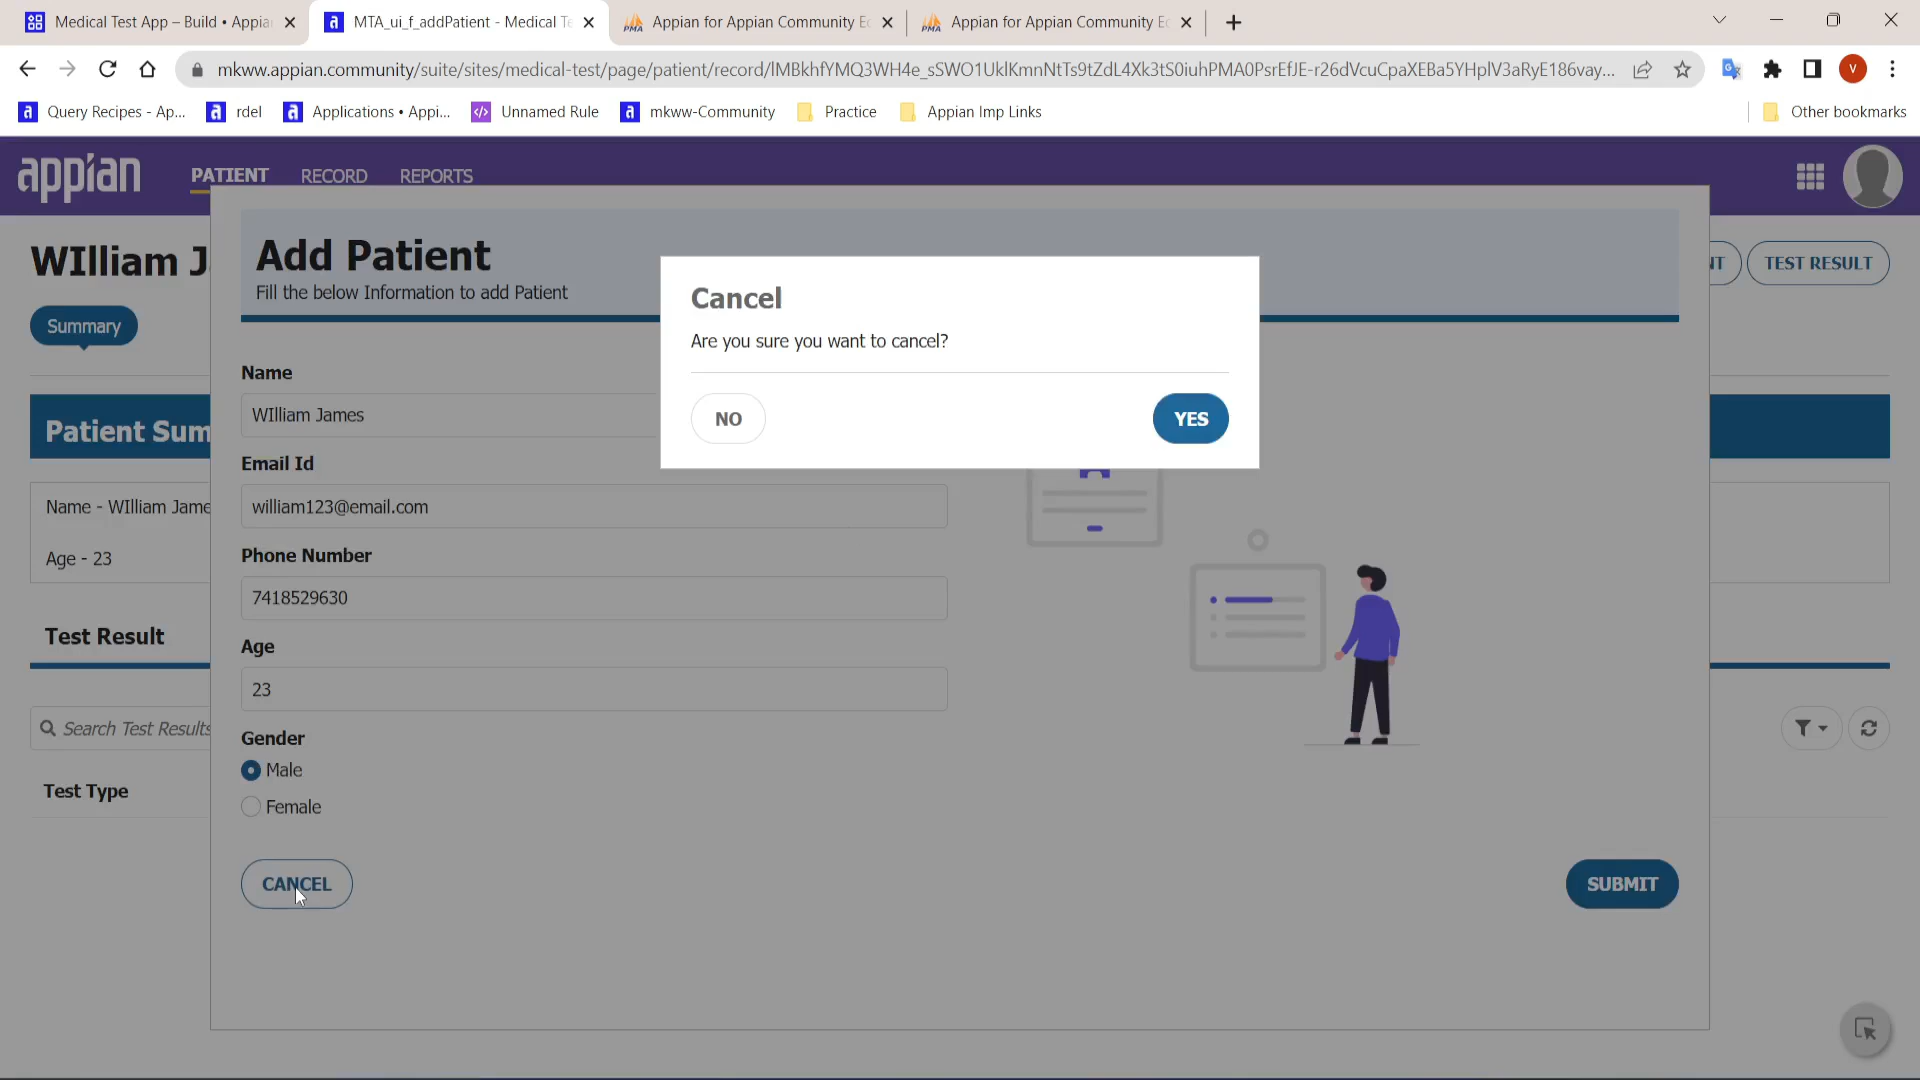 Medical Test App – Build • Appia
MTA_ui_f_addPatient - Medical Te
Appian for Appian Community Ed
Appian for Appian Community Ed
mkww.appian.community/suite/sites/medical-test/page/patient/record/lMBkhfYMQ3WH4e_sSWO1UklKmnNtTs9tZdL4Xk3tS0iuhPMA0PsrEfJE-r26dVcuCpaXEBa5YHplV3aRyE186vay...
V
Query Recipes - Ap...
rdel
Applications • Appi...
Unnamed Rule
mkww-Community
Practice
Appian Imp Links
Other bookmarks
appian
PATIENT
RECORD
REPORTS
WIlliam J
NT
TEST RESULT
Summary
Patient Sum
Name - WIlliam Jame
Age - 23
Test Result
Search Test Results
Test Type
Add Patient
Fill the below Information to add Patient
Name
WIlliam James
Email Id
william123@email.com
Phone Number
7418529630
Age
23
Gender
Male
Female
CANCEL
SUBMIT
Cancel
Are you sure you want to cancel?
NO
YES